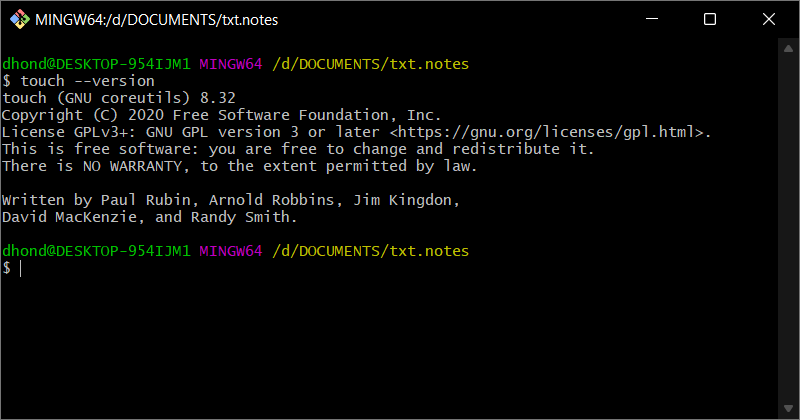 MINGW64:/d/DOCUMENTS/txt.notes
dhond@DESKTOP-954IJM1 MINGW64 /d/DOCUMENTS/txt.notes
$ touch --version
touch (GNU coreutils) 8.32
Copyright (C) 2020 Free Software Foundation, Inc.
License GPLv3+: GNU GPL version 3 or later <https://gnu.org/licenses/gpl.html>.
This is free software: you are free to change and redistribute it.
There is NO WARRANTY, to the extent permitted by law.
Written by Paul Rubin, Arnold Robbins, Jim Kingdon,
David MacKenzie, and Randy Smith.
dhond@DESKTOP-954IJM1 MINGW64 /d/DOCUMENTS/txt.notes
$